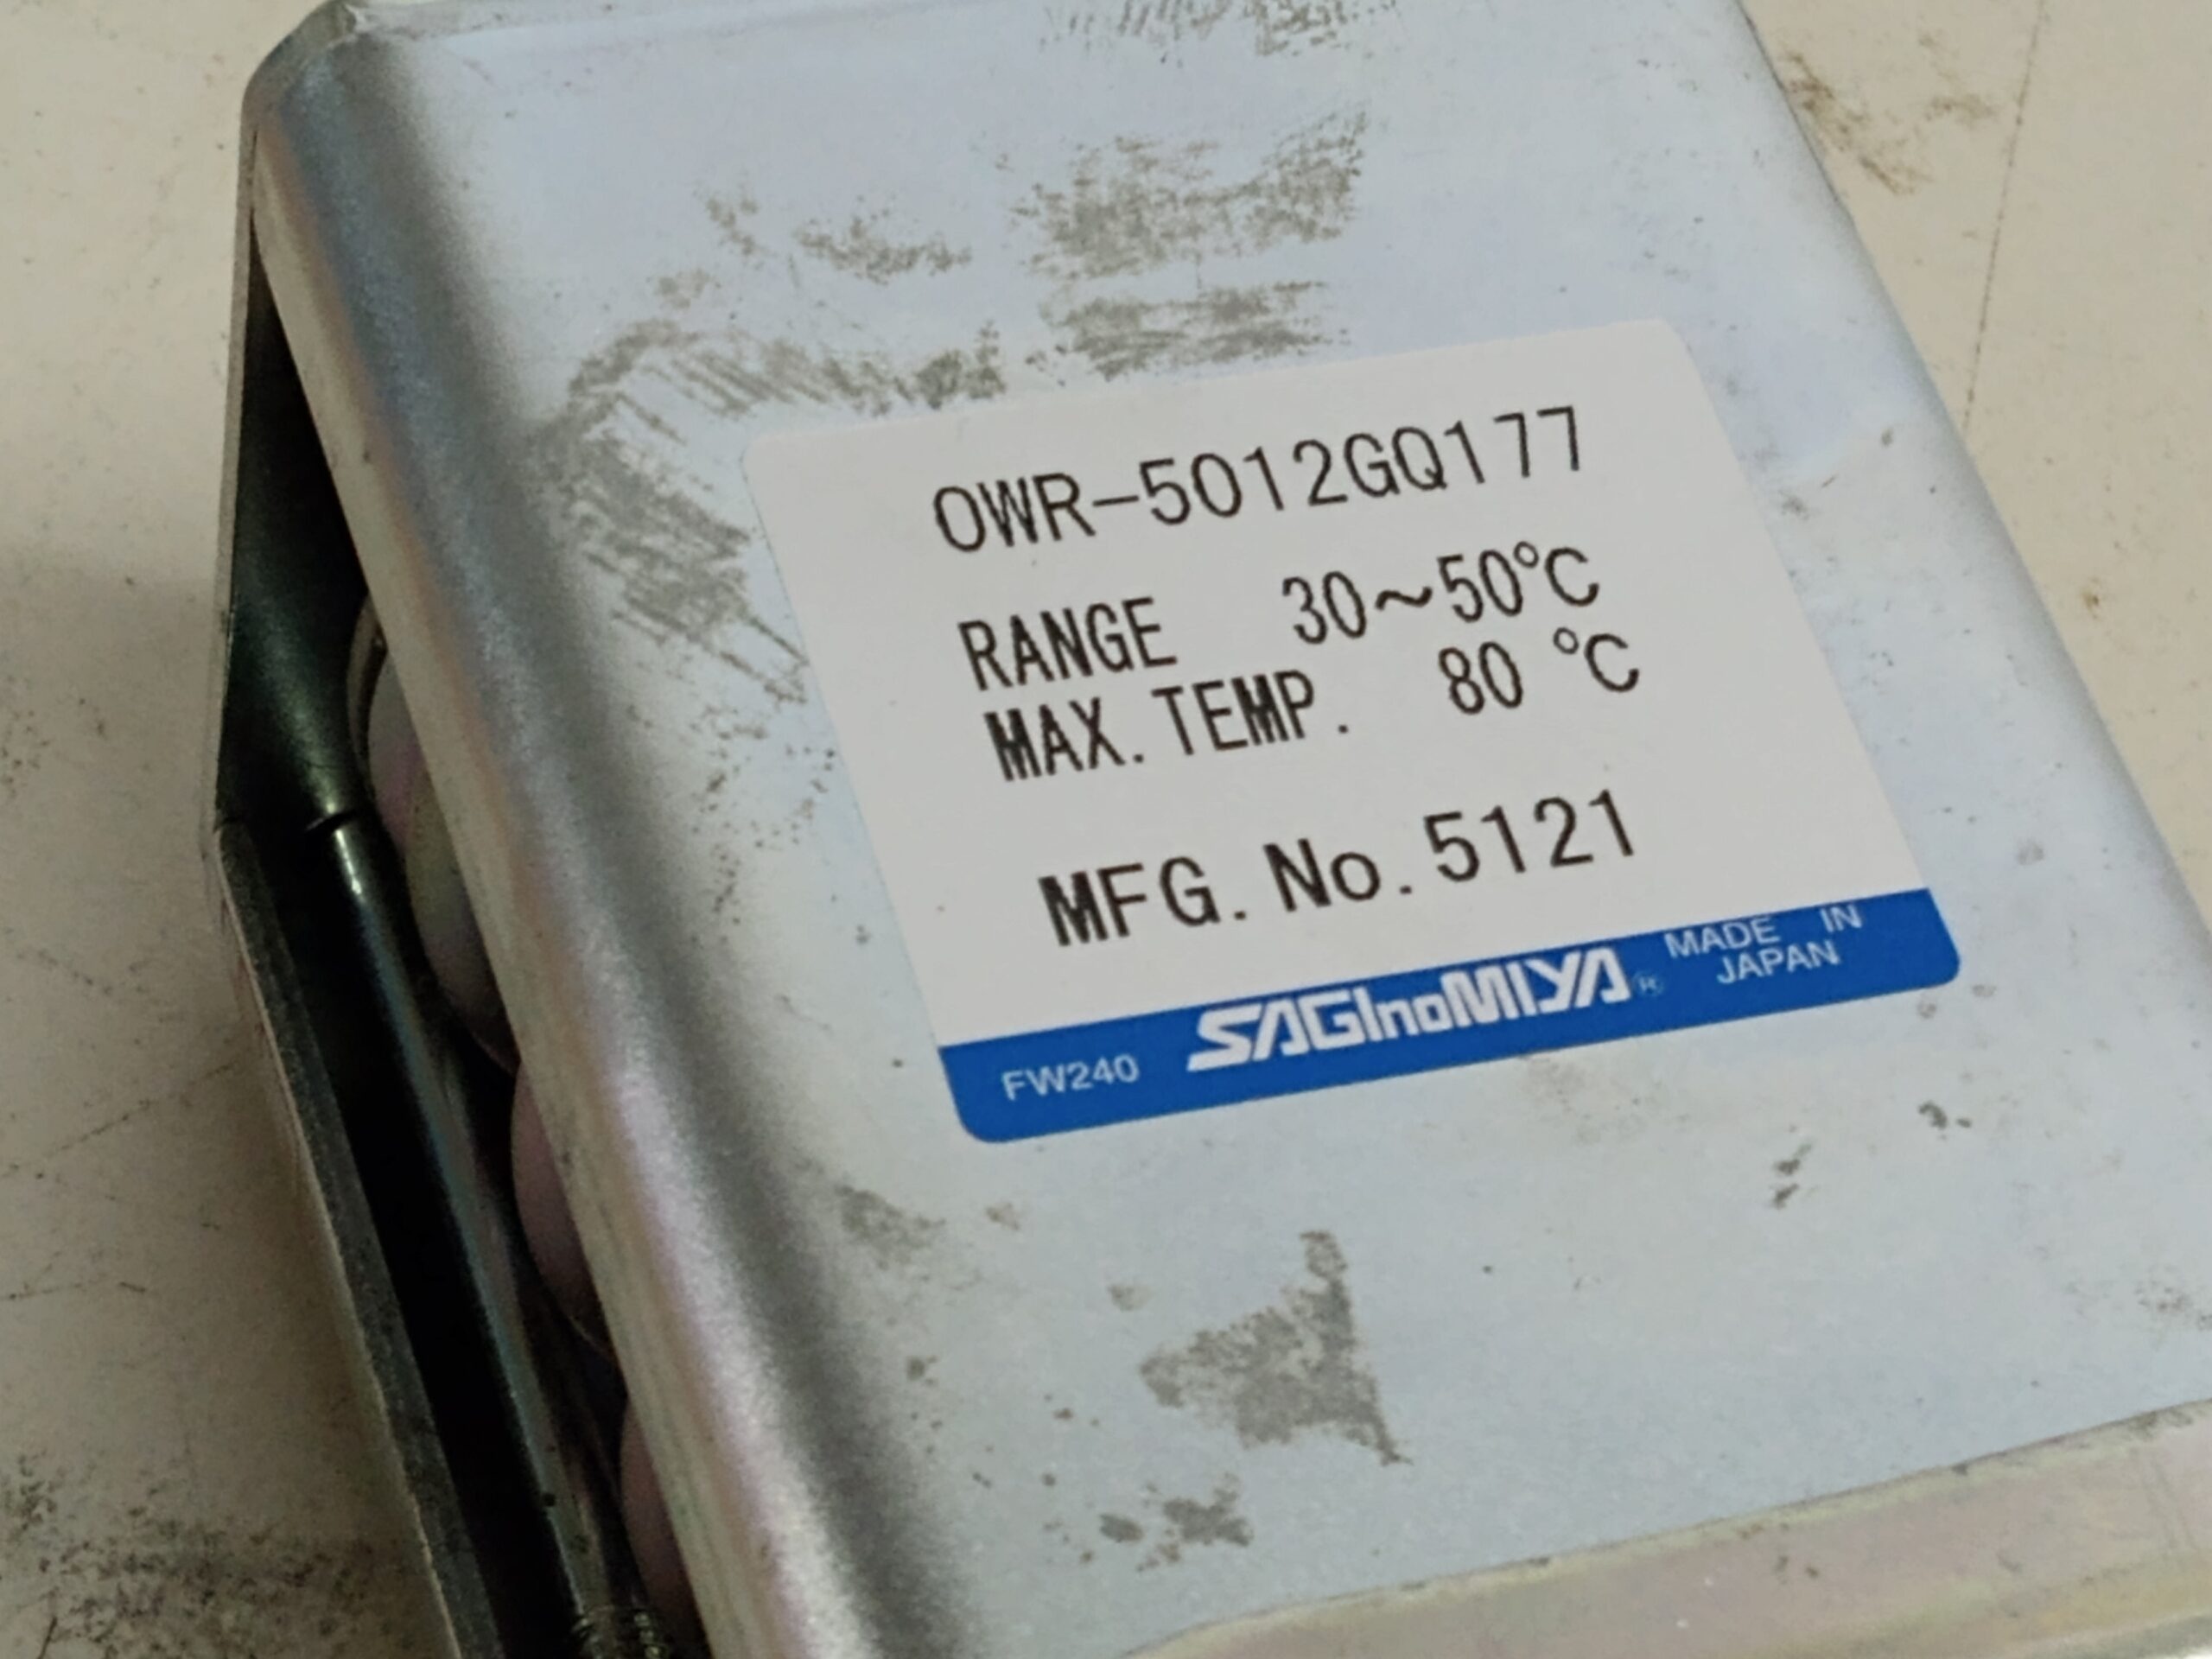 OWR-5012GQ177
RANGE 30~50℃
MAX.TEMP. 80 ℃
MFG.No.5121
FW240 SAGInoMIYA® MADE IN JAPAN